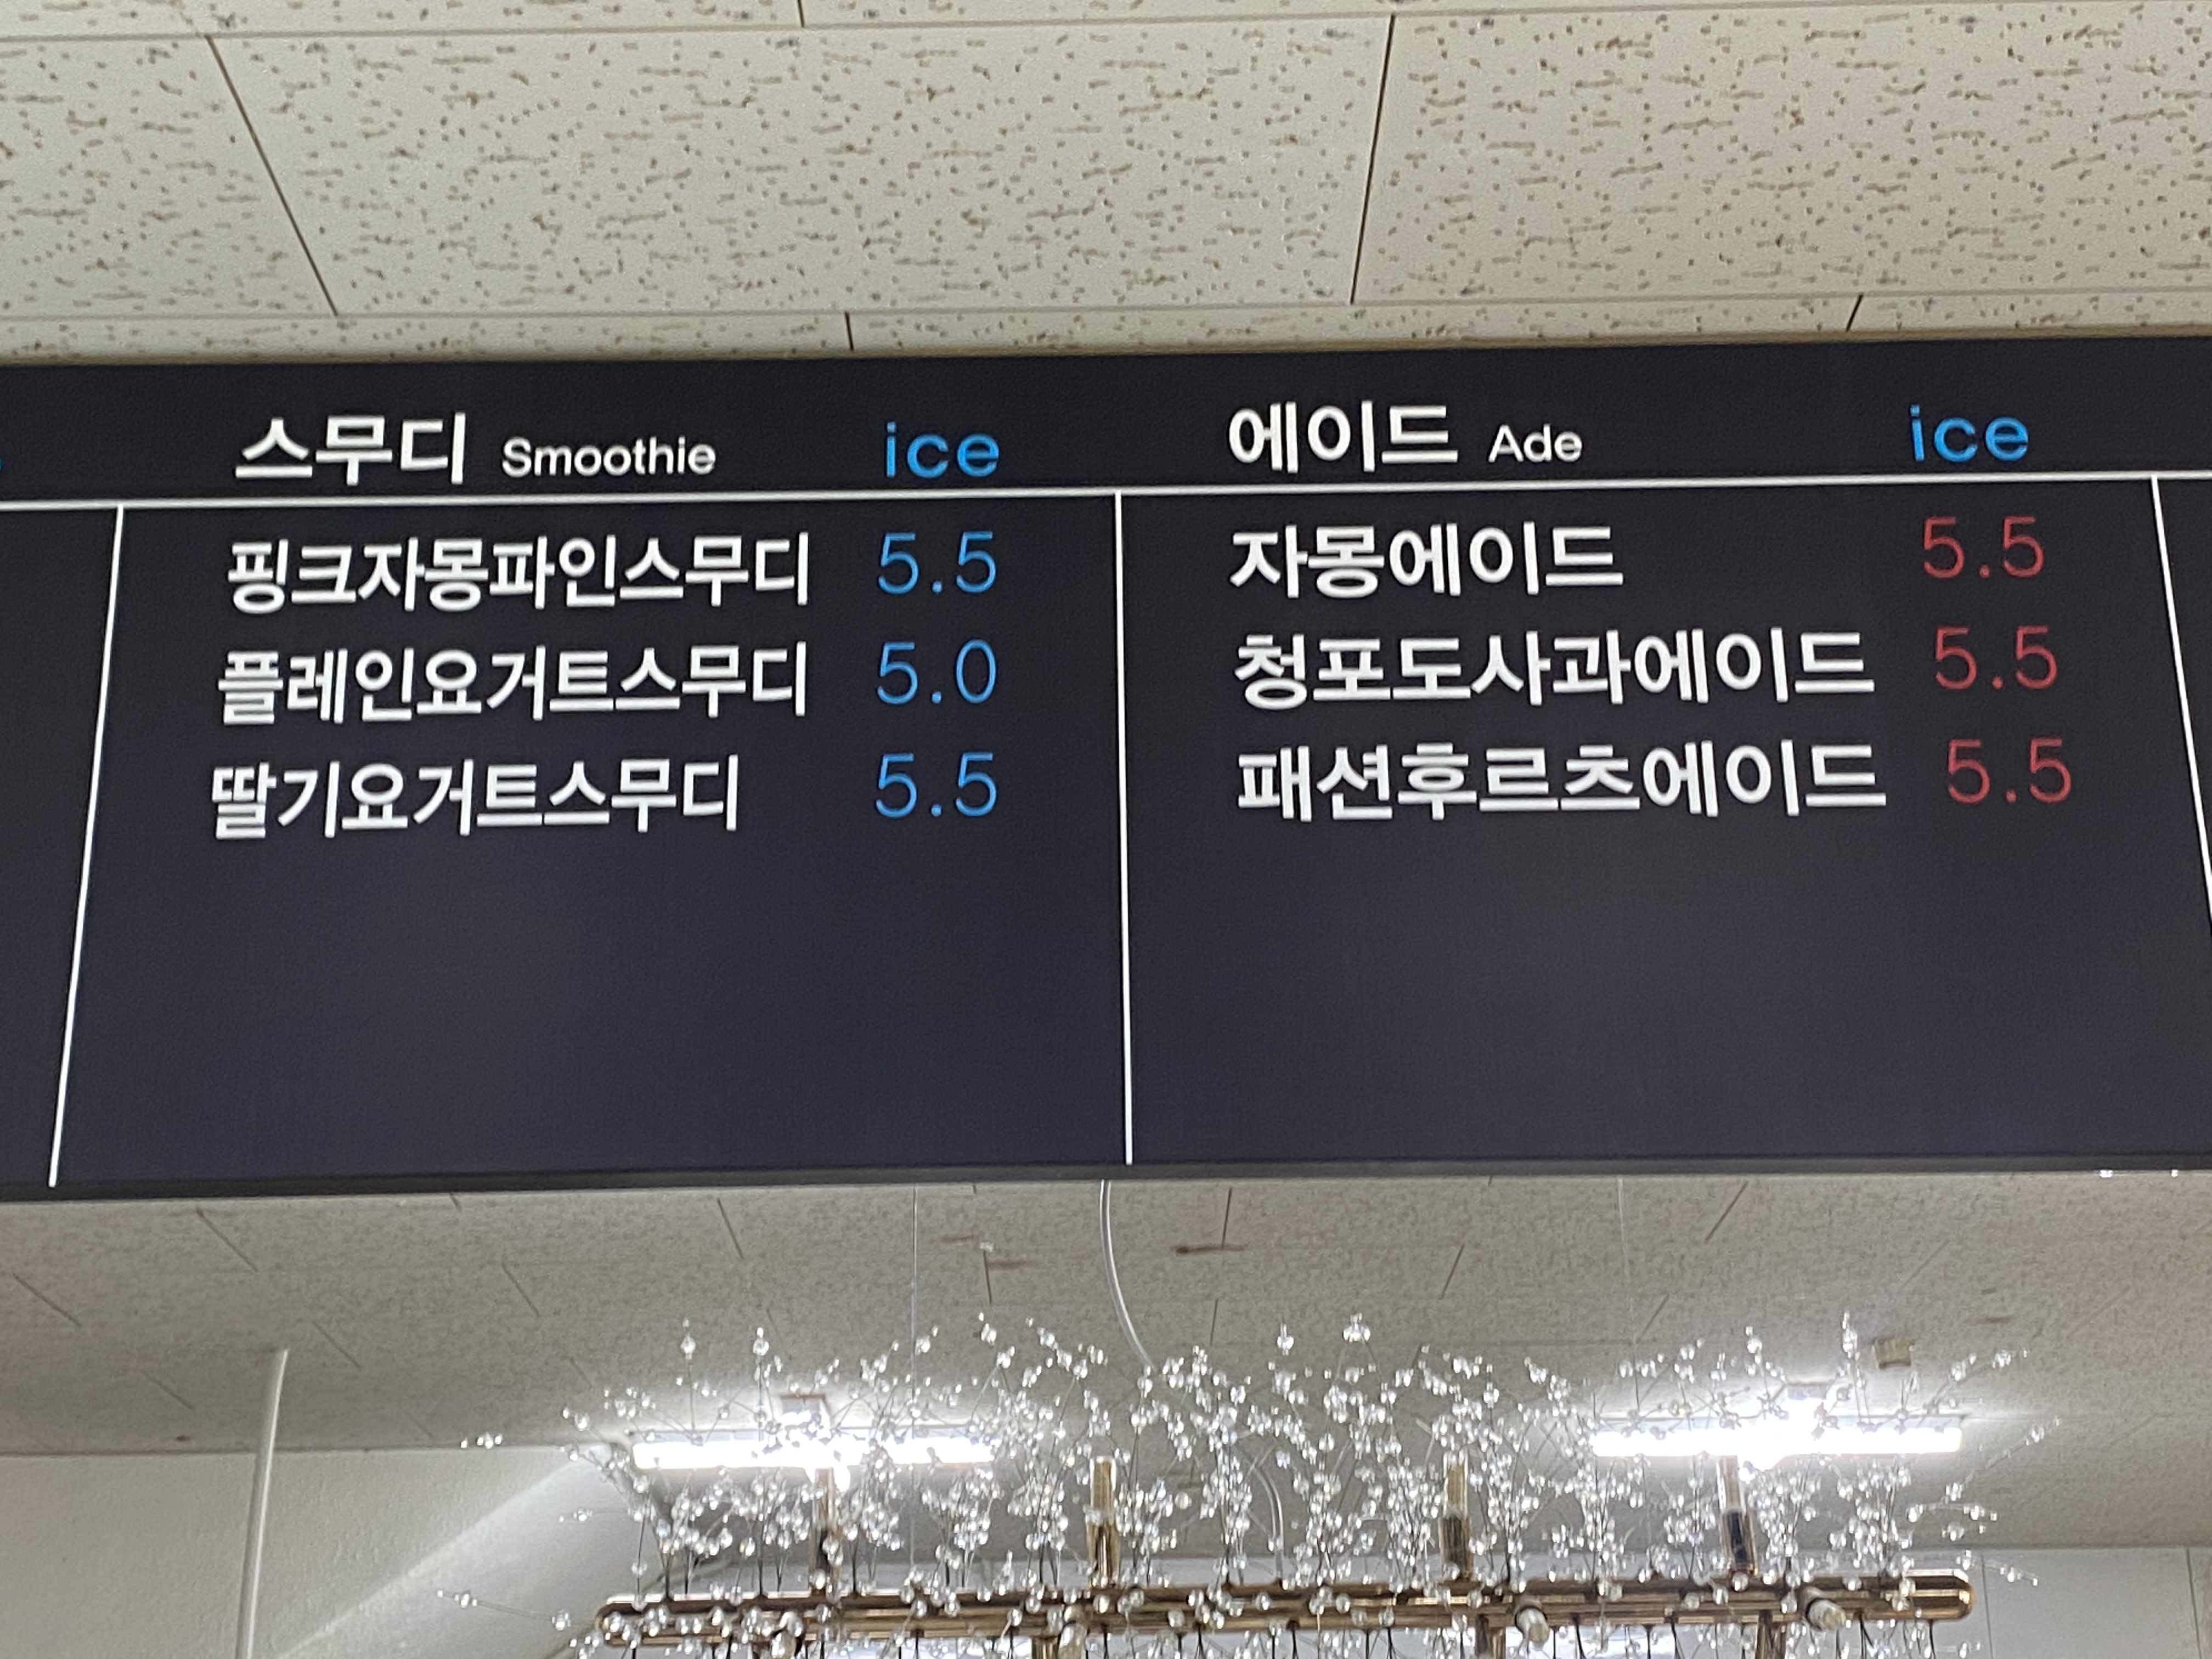 스무디 Smoothie ice
핑크자몽파인스무디 5.5
플레인요거트스무디 5.0
딸기요거트스무디 5.5
에이드 Ade ice
자몽에이드 5.5
청포도사과에이드 5.5
패션후르츠에이드 5.5